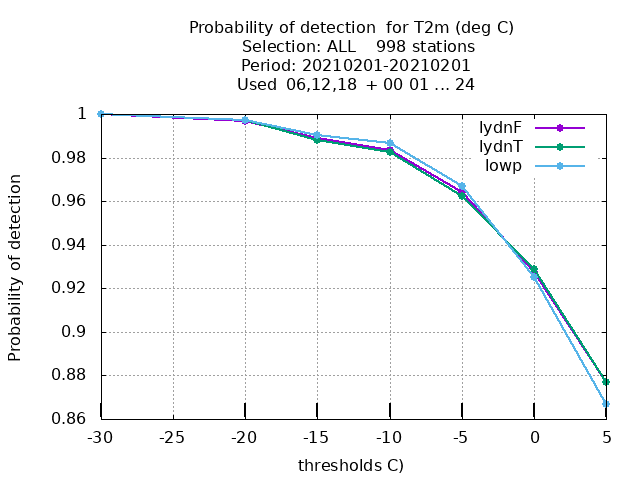 Probability of detection  for T2m (deg C)
Selection: ALL    998 stations
Period: 20210201-20210201
Used  06,12,18  + 00 01 ... 24
lydnF
lydnT
lowp
1
0.98
0.96
0.94
0.92
0.9
0.88
0.86
Probability of detection
-30
-25
-20
-15
-10
-5
0
5
thresholds C)